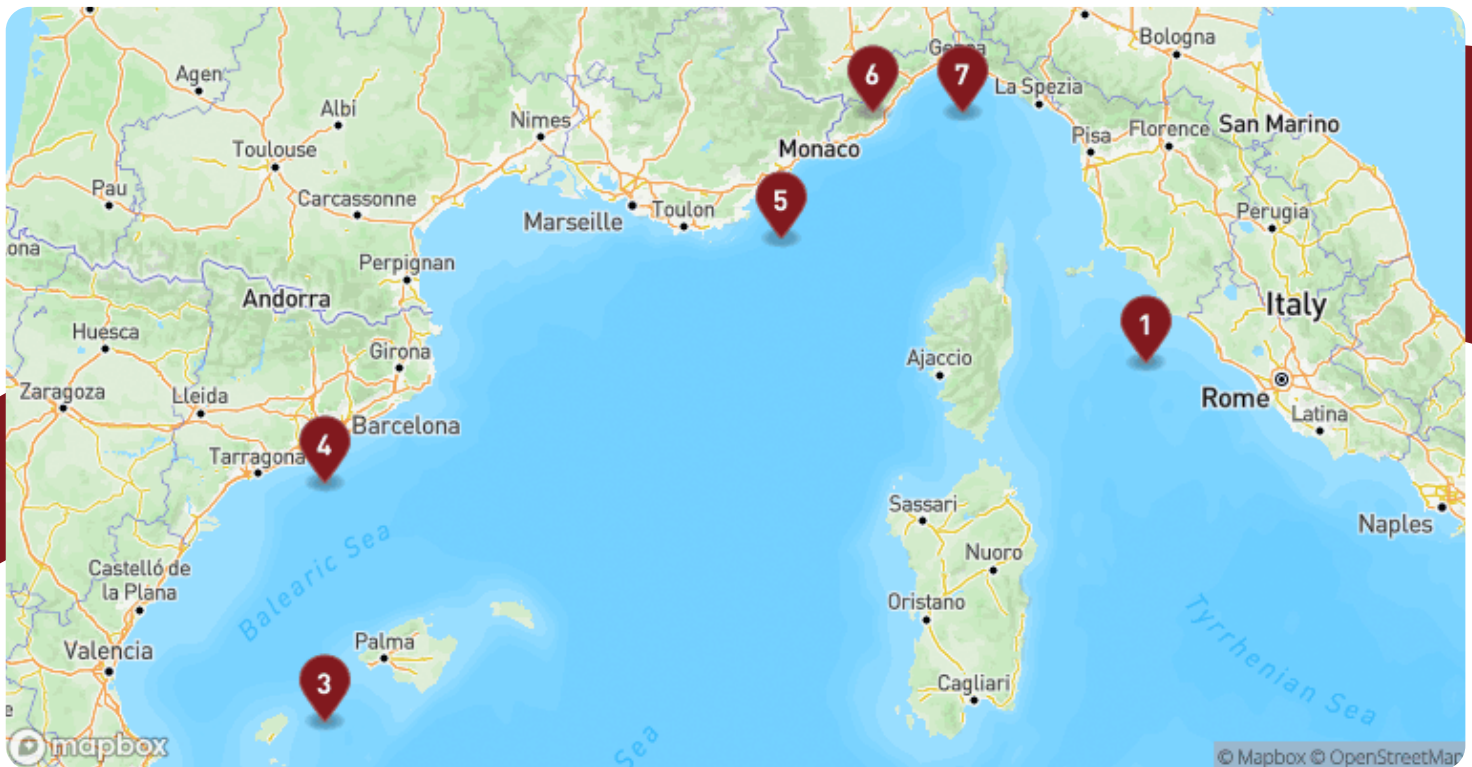 Bologna
Genoa
Agen
6
7
La Spezia
Albi
Nimes
Pisa
Florence
San Marino
Toulouse
Monaco
Pau
Carcassonne
5
Marseille
Toulon
Perugia
ona
Perpignan
Andorra
Italy
Huesca
1
Girona
Ajaccio
Zaragoza
Lleida
Rome
Latina
Barcelona
4
Tarragona
Sassari
Naples
Balearic Sea
Nuoro
Castelló de
la Plana
Oristano
Tyrrhenian Sea
Palma
Valencia
3
Cagliari
e
Sea
mapbox
© Mapbox © OpenStreetMap